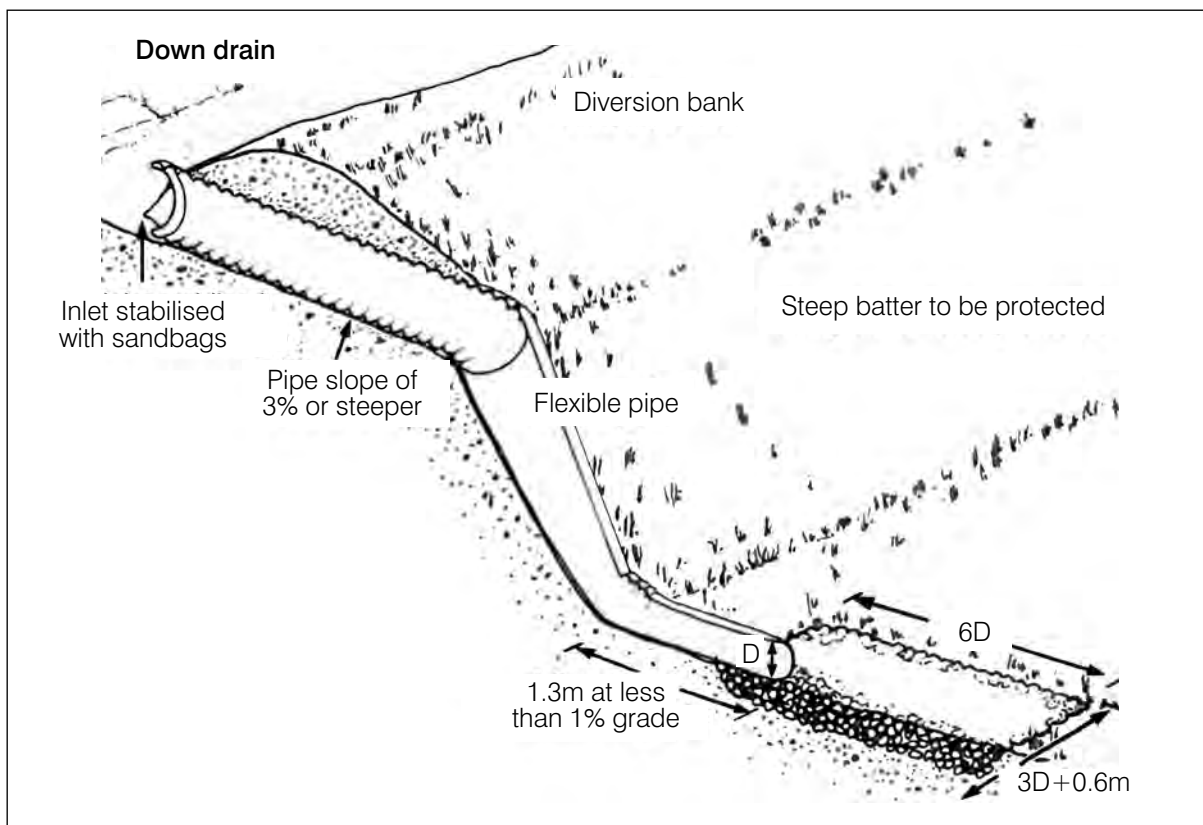 Down drain
Diversion bank
Inlet stabilised
with sandbags
Steep batter to be protected
Pipe slope of
3% or steeper
Flexible pipe
6D
D
1.3m at less
than 1% grade
3D+0.6m